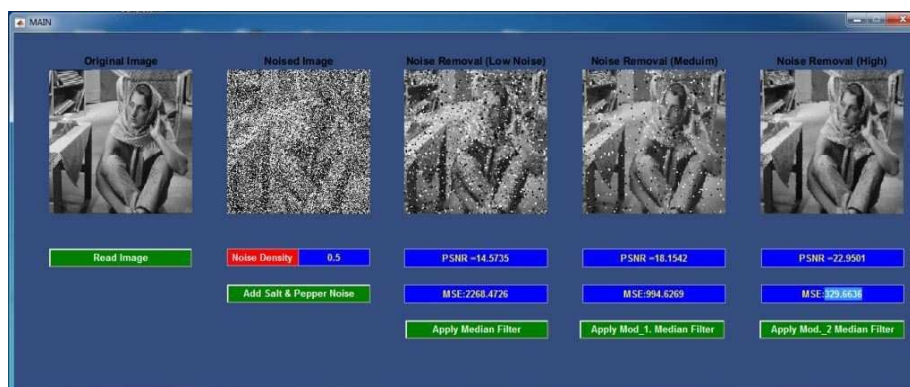 MAIN
Original Image
Noised Image
Noise Removal (Low Noise)
Noise Removal (Meduim)
Noise Removal (High)
Read Image
Noise Density
0.5
PSNR =14.5735
PSNR =18.1542
PSNR =22.9501
Add Salt & Pepper Noise
MSE:2268.4726
MSE:994.6269
MSE:329.6636
Apply Median Filter
Apply Mod_1. Median Filter
Apply Mod._2 Median Filter